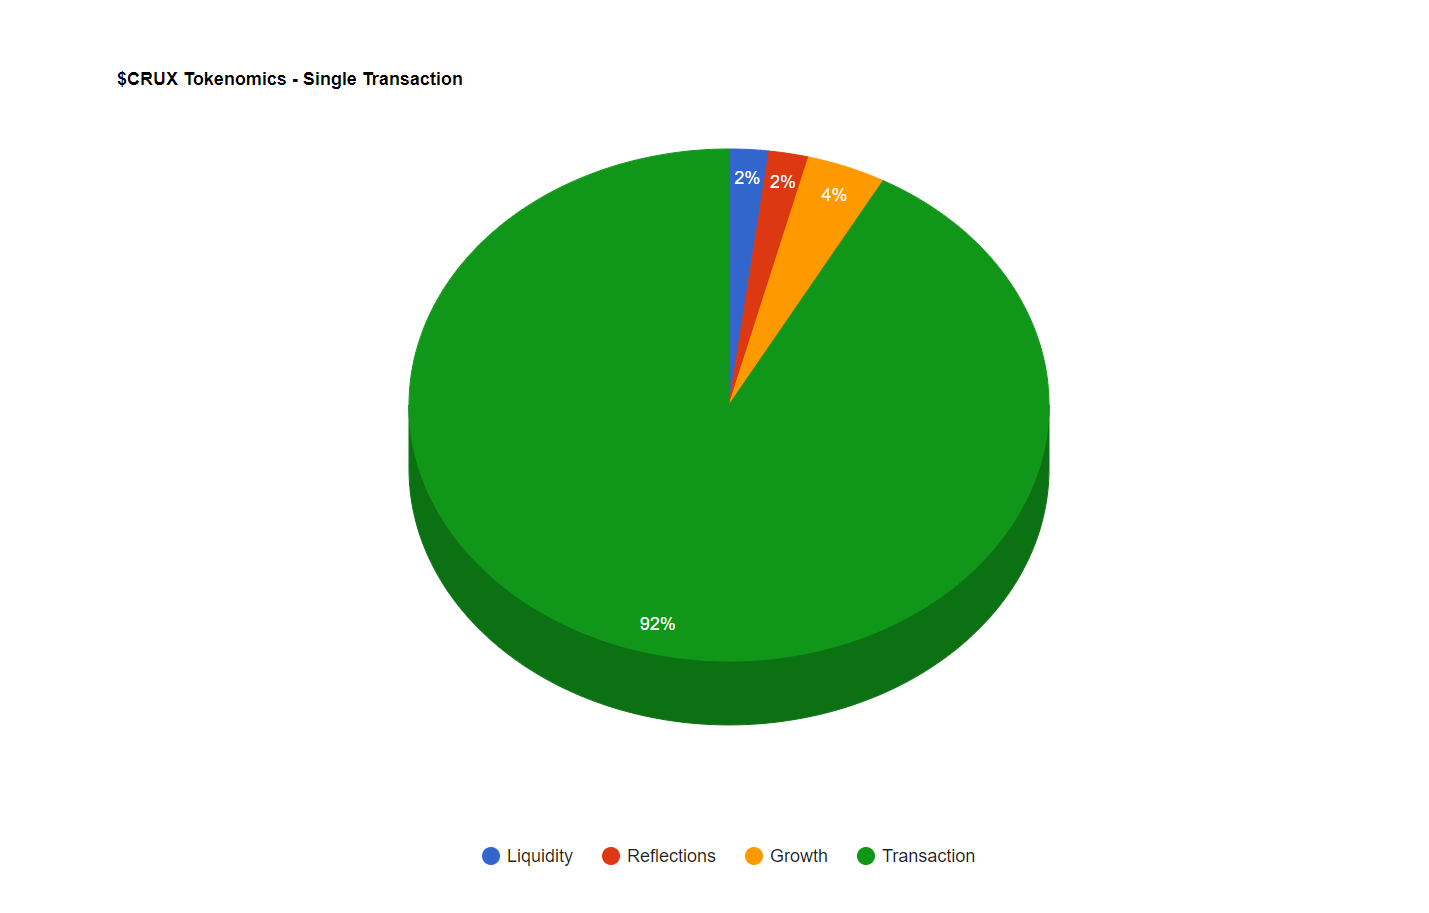 $CRUX Tokenomics - Single Transaction
2% 2% 4%
92%
Liquidity Reflections Growth Transaction